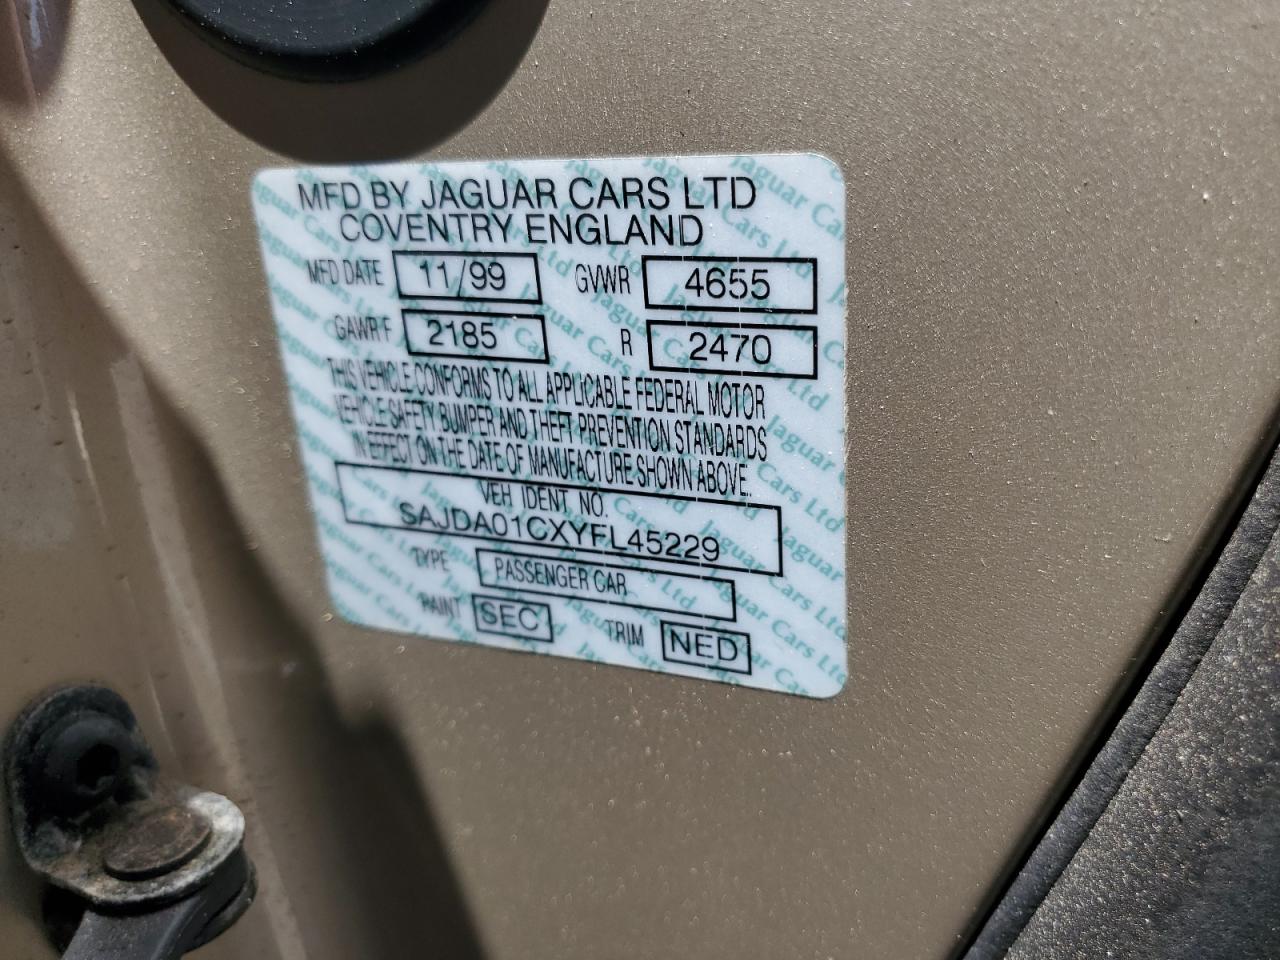 MFD BY JAGUAR CARS LTD
COVENTRY ENGLAND
MFD DATE 11/99 GVWR 4655
GAWR F 2185 R 2470
THIS VEHICLE CONFORMS TO ALL APPLICABLE FEDERAL MOTOR
VEHICLE SAFETY BUMPER AND THEFT PREVENTION STANDARDS
IN EFFECT ON THE DATE OF MANUFACTURE SHOWN ABOVE.
VEH IDENT. NO.
SAJDA01CXYFL45229
TYPE PASSENGER CAR
PAINT SEC TRIM NED